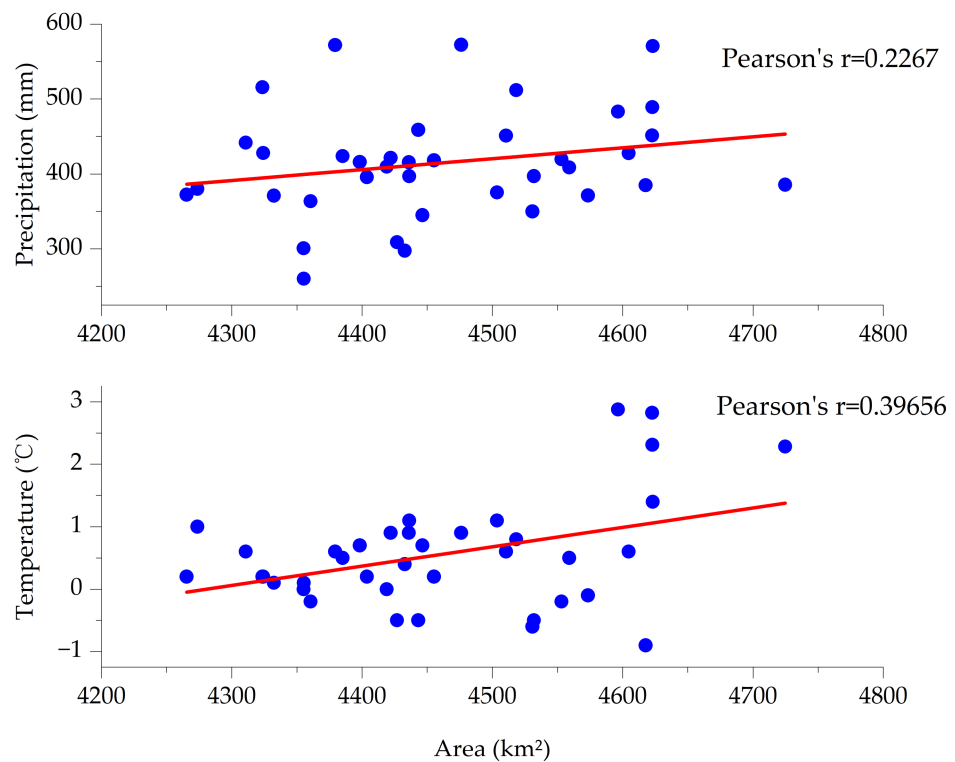 600
500
400
300
Precipitation (mm)
Pearson's r=0.2267
4200 4300 4400 4500 4600 4700 4800
3
2
1
0
−1
Temperature (℃)
Pearson's r=0.39656
4200 4300 4400 4500 4600 4700 4800
Area (km²)